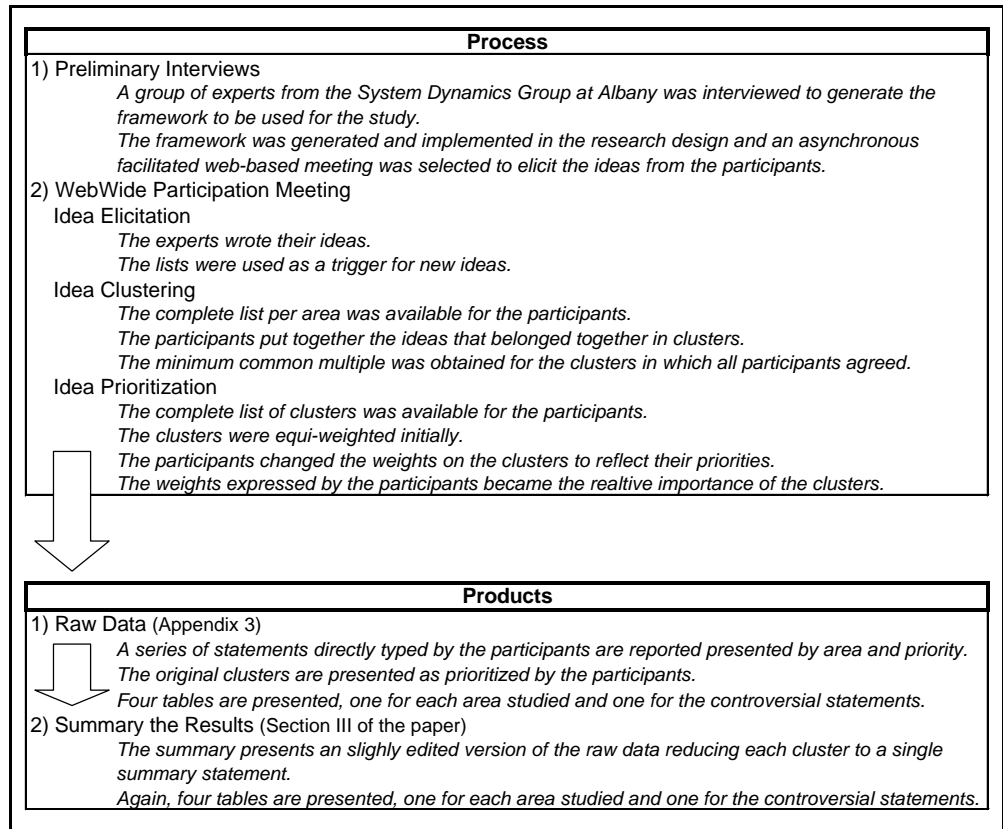 Process
1) Preliminary Interviews
A group of experts from the System Dynamics Group at Albany was interviewed to generate the
framework to be used for the study.
The framework was generated and implemented in the research design and an asynchronous
facilitated web-based meeting was selected to elicit the ideas from the participants.
2) WebWide Participation Meeting
Idea Elicitation
The experts wrote their ideas.
The lists were used as a trigger for new ideas.
Idea Clustering
The complete list per area was available for the participants.
The participants put together the ideas that belonged together in clusters.
The minimum common multiple was obtained for the clusters in which all participants agreed.
Idea Prioritization
The complete list of clusters was available for the participants.
The clusters were equi-weighted initially.
The participants changed the weights on the clusters to reflect their priorities.
The weights expressed by the participants became the realtive importance of the clusters.
Products
1) Raw Data (Appendix 3)
A series of statements directly typed by the participants are reported presented by area and priority.
The original clusters are presented as prioritized by the participants.
Four tables are presented, one for each area studied and one for the controversial statements.
2) Summary the Results (Section III of the paper)
The summary presents an slighly edited version of the raw data reducing each cluster to a single
summary statement.
Again, four tables are presented, one for each area studied and one for the controversial statements.